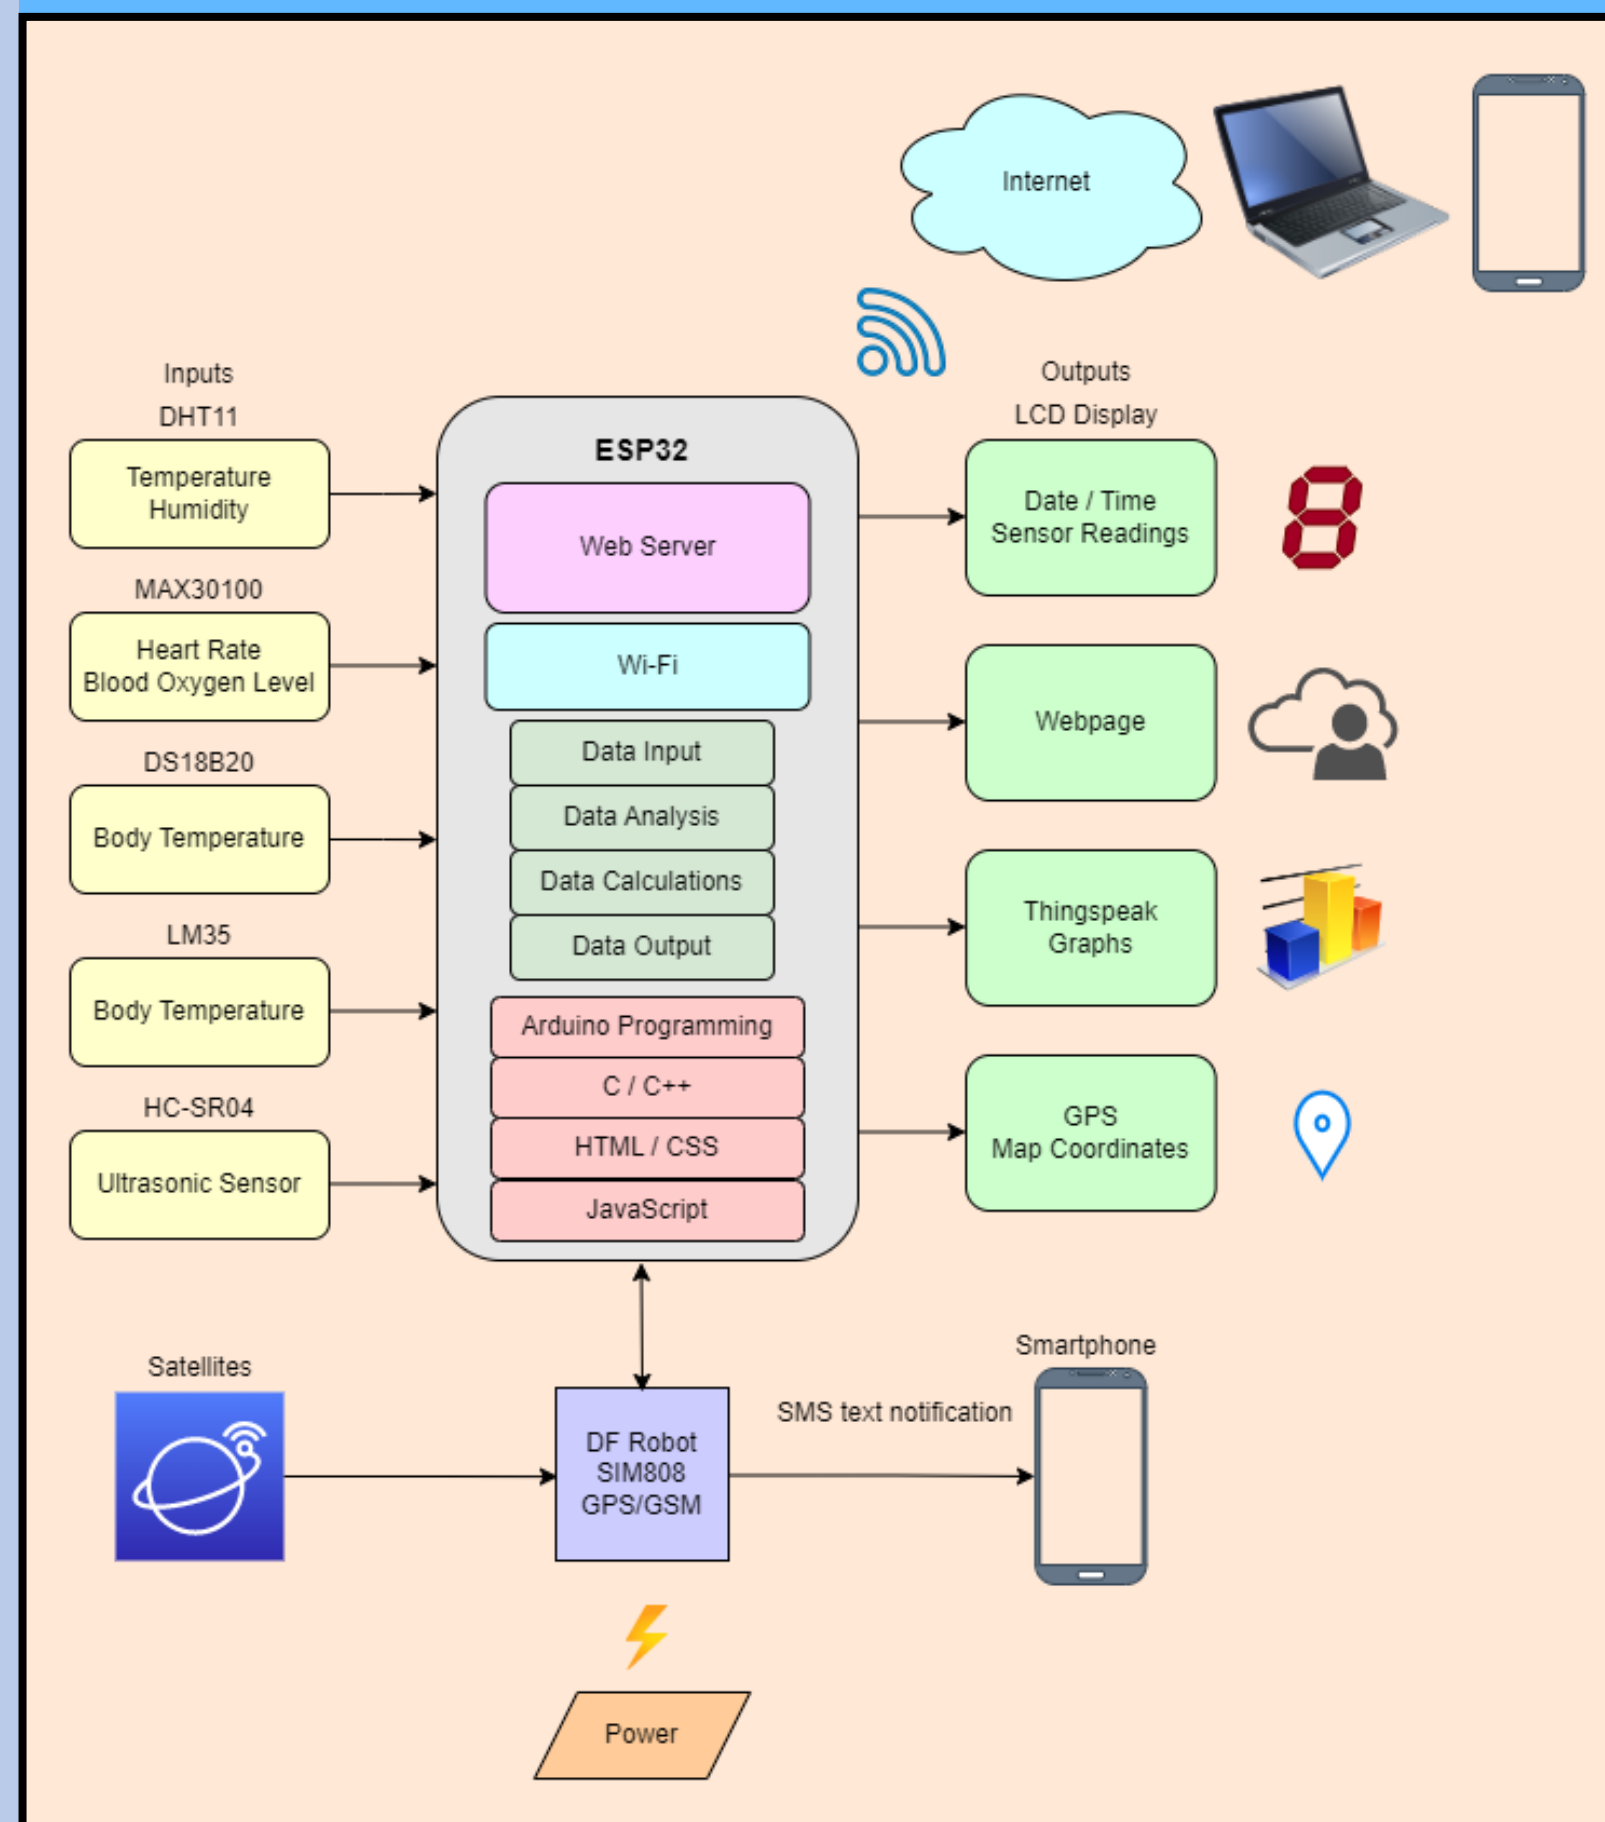 Internet
Inputs
DHT11
Temperature
Humidity
MAX30100
Heart Rate
Blood Oxygen Level
DS18B20
Body Temperature
LM35
Body Temperature
HC-SR04
Ultrasonic Sensor
ESP32
Web Server
Wi-Fi
Data Input
Data Analysis
Data Calculations
Data Output
Arduino Programming
C / C++
HTML / CSS
JavaScript
Outputs
LCD Display
Date / Time
Sensor Readings
Webpage
Thingspeak
Graphs
GPS
Map Coordinates
Satellites
DF Robot
SIM808
GPS/GSM
SMS text notification
Smartphone
Power